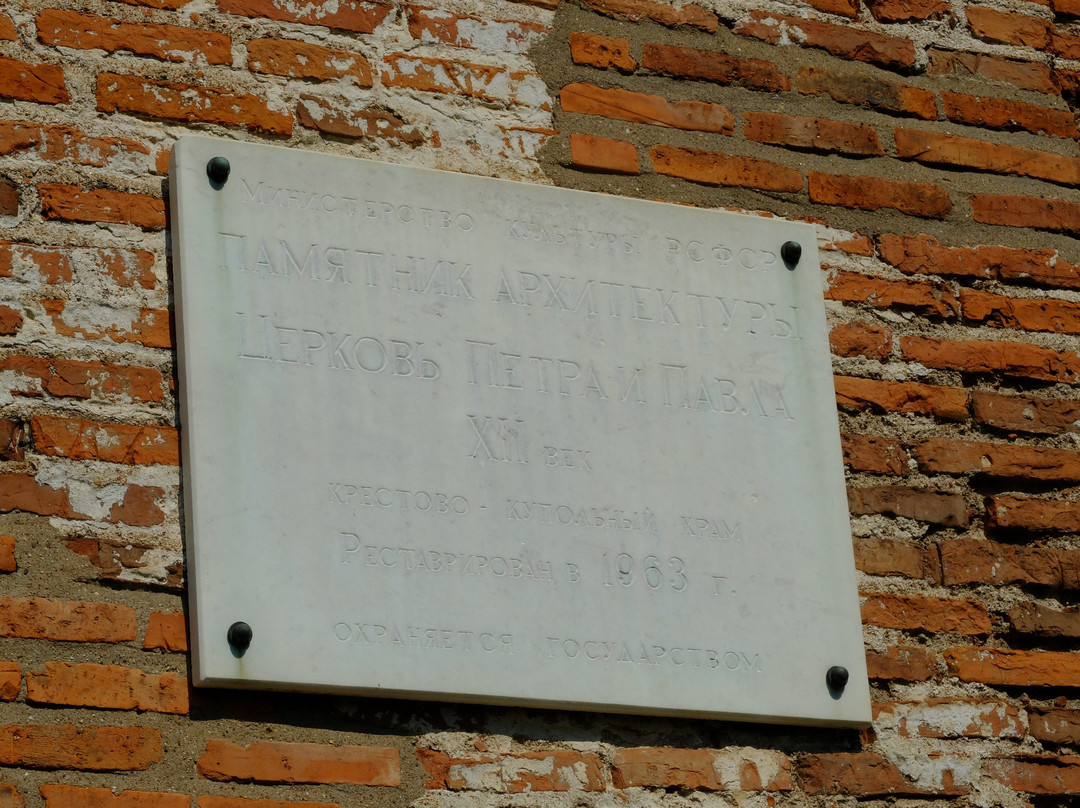 Министерство культуры РСФСР
Памятник архитектуры
Церковь Петра и Павла
XII век
крестово - купольный храм
Реставрирован в 1963 г.
охраняется государством